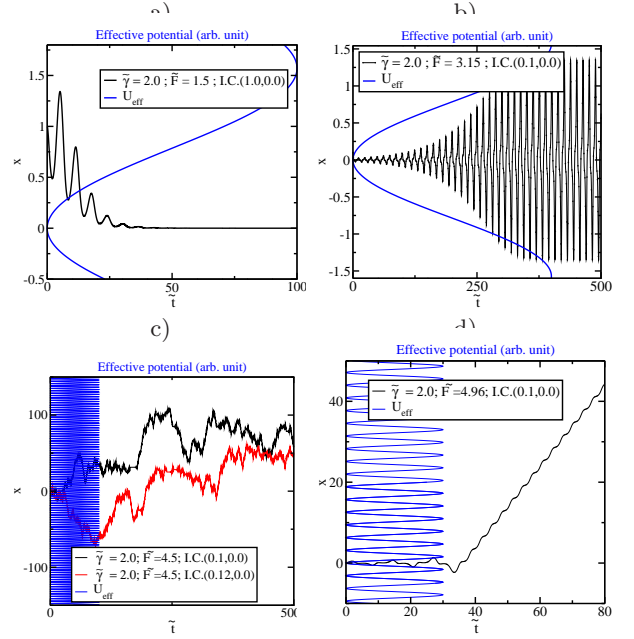 a)
b)
Effective potential (arb. unit)
γ̃ = 2.0 ; F̃ = 1.5 ; I.C.(1.0,0.0)
U_eff
1.5
1
0.5
0
-0.5
x
0
50
100
t̃
Effective potential (arb. unit)
γ̃ = 2.0 ; F̃ = 3.15 ; I.C.(0.1,0.0)
U_eff
1.5
1
0.5
0
-0.5
-1
-1.5
x
0
250
500
t̃
c)
d)
Effective potential (arb. unit)
100
0
-100
x
γ̃ = 2.0; F̃=4.5; I.C.(0.1,0.0)
γ̃ = 2.0; F̃=4.5; I.C.(0.12,0.0)
U_eff
0
250
500
t̃
Effective potential (arb. unit)
γ̃ = 2.0; F̃=4.96; I.C.(0.1,0.0)
U_eff
40
20
0
x
0
20
40
60
80
t̃